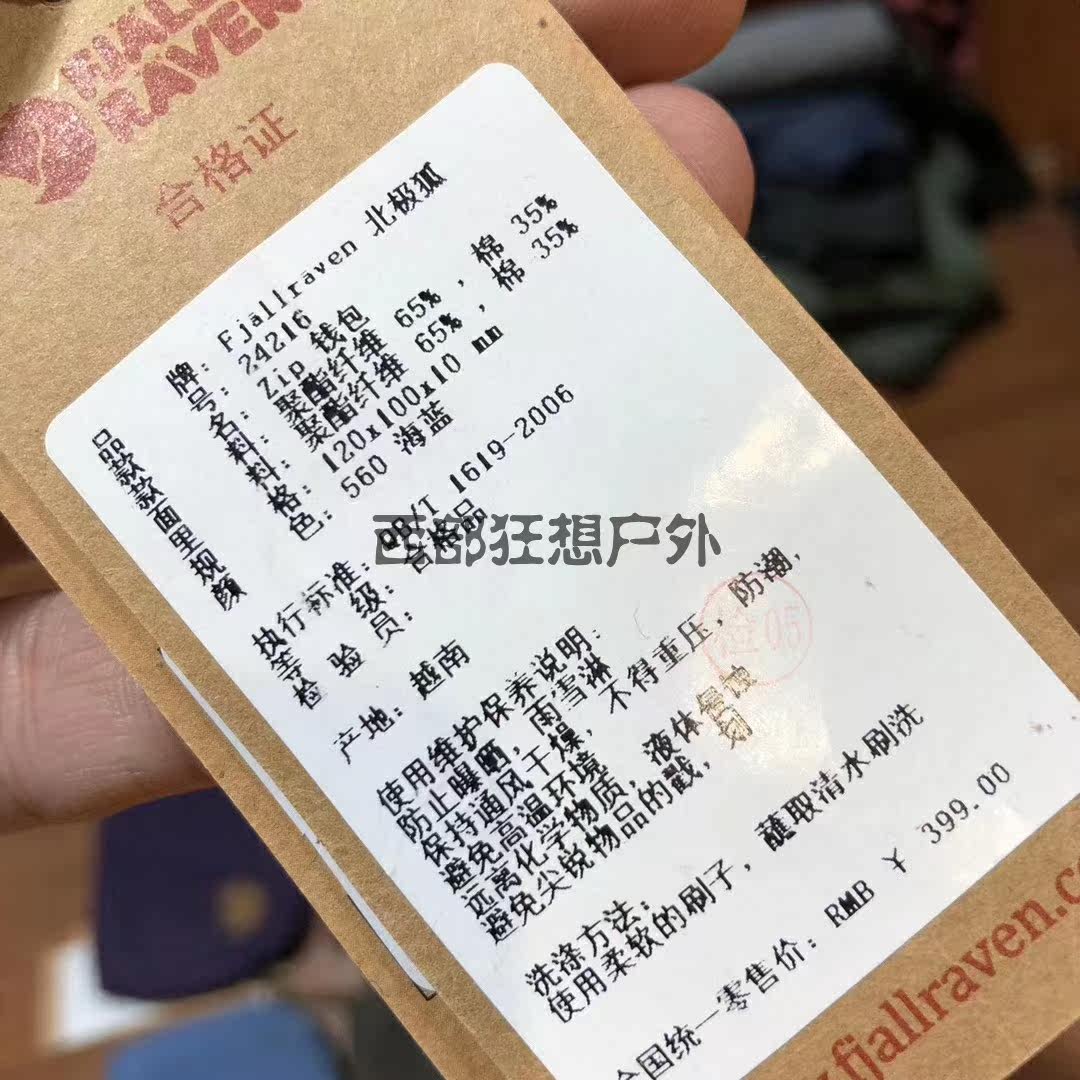 FJÄLL
RÄVEN
合格证
品牌: Fjällräven 北极狐
款号: 24216
款名: Zip 钱包
面料: 聚酯纤维 65% , 棉 35%
里料: 聚酯纤维 65% , 棉 35%
规格: 120x100x10 mm
颜色: 560 海蓝
执行标准: QB/T 1619-2006
等级: 合格品
检验员:
检05
产地: 越南
使用维护保养说明:
防止曝晒, 雨雪淋
保持通风干燥, 不得重压, 防潮,
避免高温环境
远离化学物质, 液体侵蚀
避免尖锐物品的戳, 划
洗涤方法:
使用柔软的刷子, 蘸取清水刷洗
全国统一零售价: RMB ¥ 399.00
.fjallraven.c
西部狂想户外